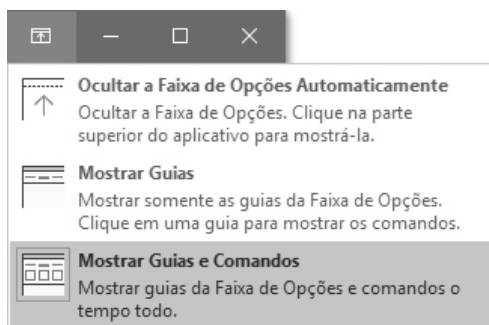 Ocultar a Faixa de Opções Automaticamente
Ocultar a Faixa de Opções. Clique na parte
superior do aplicativo para mostrá-la.
Mostrar Guias
Mostrar somente as guias da Faixa de Opções.
Clique em uma guia para mostrar os comandos.
Mostrar Guias e Comandos
Mostrar guias da Faixa de Opções e comandos o
tempo todo.